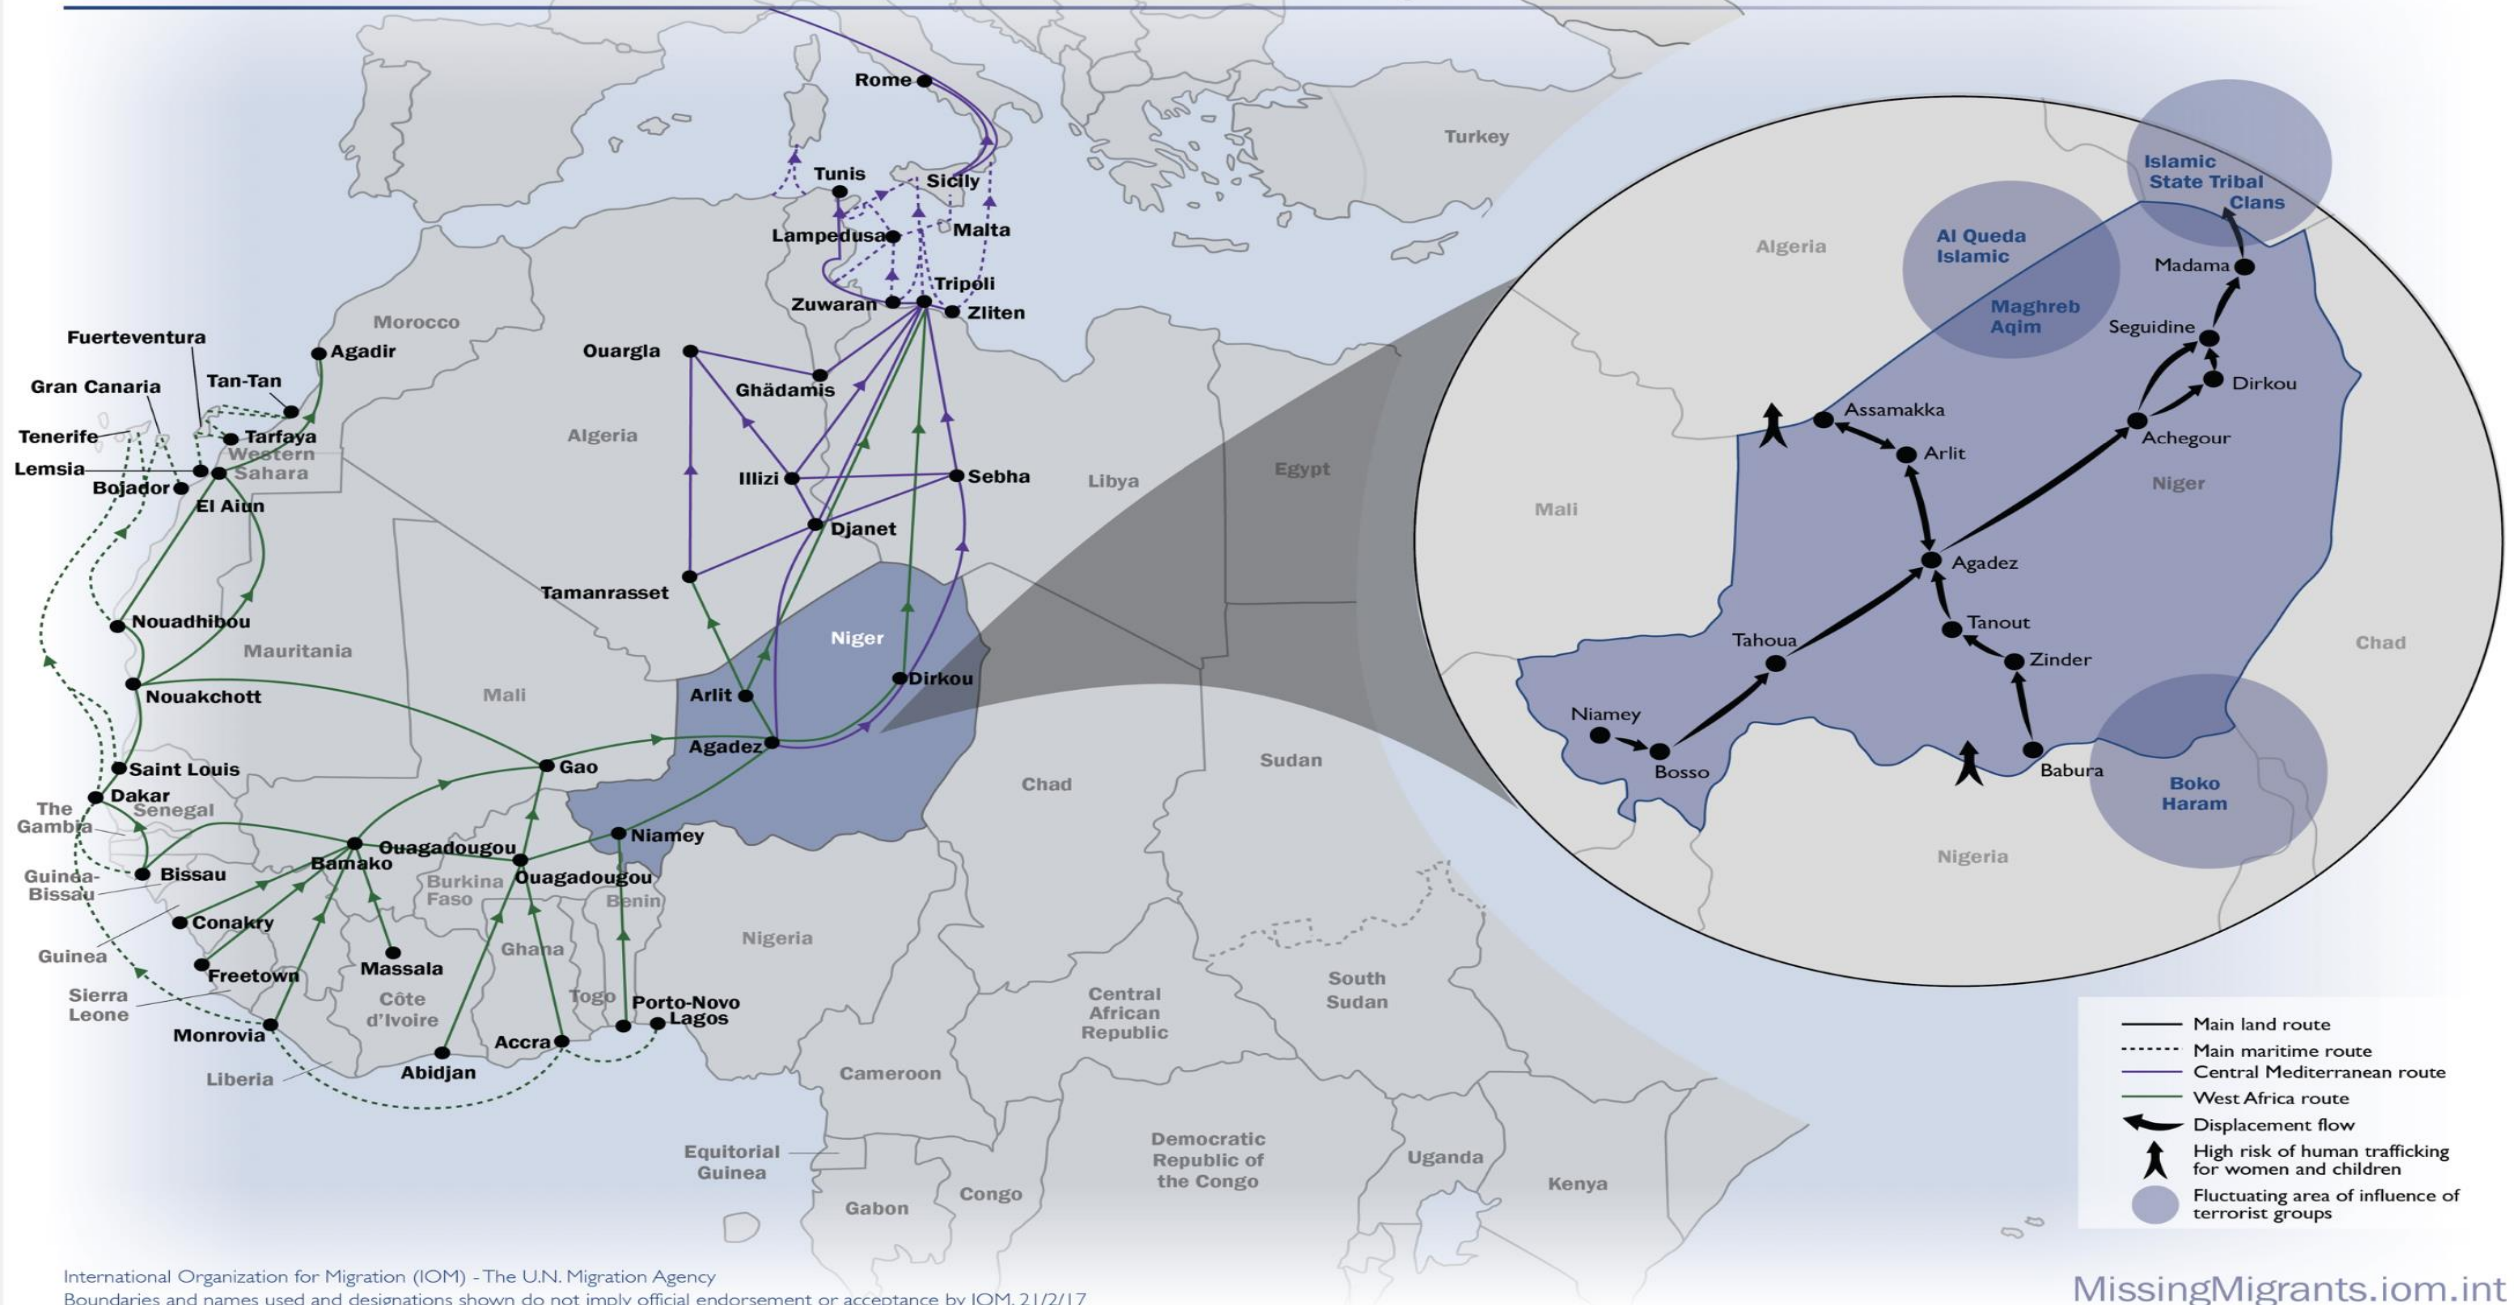 Rome
Turkey
Tunis
Sicily
Lampedusa
Malta
Tripoli
Zuwaran
Zliten
Morocco
Fuerteventura
Agadir
Ouargla
Ghädamis
Gran Canaria
Tan-Tan
Tenerife
Tarfaya
Algeria
Western
Sahara
Lemsia
Bojador
El Aiun
Illizi
Sebha
Libya
Egypt
Djanet
Tamanrasset
Nouadhibou
Mauritania
Niger
Nouakchott
Mali
Arlit
Dirkou
Agadez
Saint Louis
Gao
Chad
Sudan
Dakar
Senegal
The
Gambia
Niamey
Ouagadougou
Bamako
Ouagadougou
Bissau
Guinea-
Bissau
Burkina
Faso
Benin
Conakry
Guinea
Ghana
Nigeria
Freetown
Massala
Sierra
Leone
Côte
d’Ivoire
Togo
Porto-Novo
Lagos
Central
African
Republic
South
Sudan
Monrovia
Accra
Liberia
Abidjan
Cameroon
Equitorial
Guinea
Democratic
Republic of
the Congo
Uganda
Kenya
Gabon
Congo
Islamic
State Tribal
Clans
Algeria
Al Queda
Islamic
Maghreb
Aqim
Madama
Seguidine
Dirkou
Assamakka
Achegour
Arlit
Niger
Mali
Agadez
Tanout
Tahoua
Zinder
Chad
Niamey
Bosso
Babura
Boko
Haram
Nigeria
Main land route
Main maritime route
Central Mediterranean route
West Africa route
Displacement flow
High risk of human trafficking
for women and children
Fluctuating area of influence of
terrorist groups
International Organization for Migration (IOM) - The U.N. Migration Agency
Boundaries and names used and designations shown do not imply official endorsement or acceptance by IOM. 21/2/17
MissingMigrants.iom.int